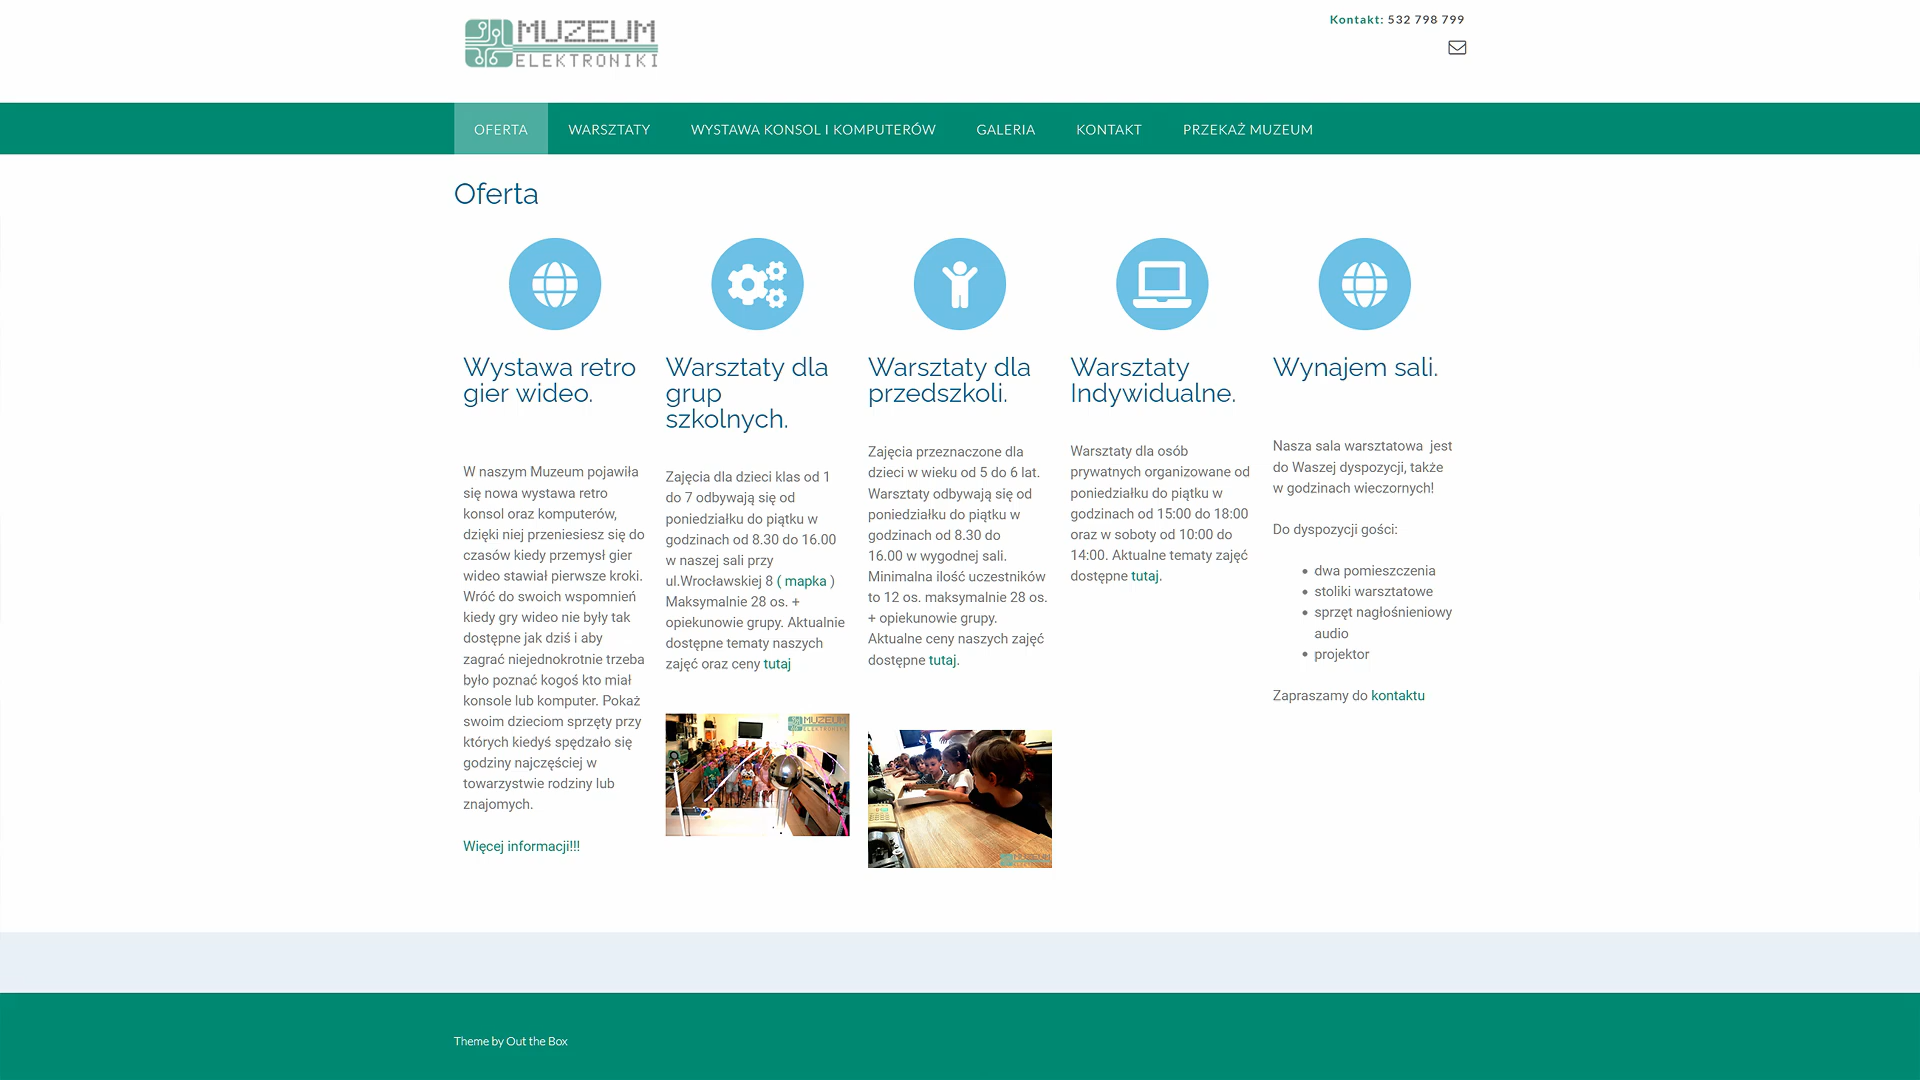 MUZEUM
ELEKTRONIKI
Kontakt: 532 798 799
OFERTA WARSZTATY WYSTAWA KONSOL I KOMPUTERÓW GALERIA KONTAKT PRZEKAŻ MUZEUM
Oferta
Wystawa retro
gier wideo.
W naszym Muzeum pojawiła
się nowa wystawa retro
konsol oraz komputerów,
dzięki niej przeniesiesz się do
czasów kiedy przemysł gier
wideo stawiał pierwsze kroki.
Wróć do swoich wspomnień
kiedy gry wideo nie były tak
dostępne jak dziś i aby
zagrać niejednokrotnie trzeba
było poznać kogoś kto miał
konsole lub komputer. Pokaż
swoim dzieciom sprzęty przy
których kiedyś spędzało się
godziny najczęściej w
towarzystwie rodziny lub
znajomych.
Więcej informacji!!!
Warsztaty dla
grup
szkolnych.
Zajęcia dla dzieci klas od 1
do 7 odbywają się od
poniedziałku do piątku w
godzinach od 8.30 do 16.00
w naszej sali przy
ul.Wrocławskiej 8 ( mapka )
Maksymalnie 28 os. +
opiekunowie grupy. Aktualnie
dostępne tematy naszych
zajęć oraz ceny tutaj
MUZEUM
ELEKTRONIKI
Warsztaty dla
przedszkoli.
Zajęcia przeznaczone dla
dzieci w wieku od 5 do 6 lat.
Warsztaty odbywają się od
poniedziałku do piątku w
godzinach od 8.30 do
16.00 w wygodnej sali.
Minimalna ilość uczestników
to 12 os. maksymalnie 28 os.
+ opiekunowie grupy.
Aktualne ceny naszych zajęć
dostępne tutaj.
MUZEUM
ELEKTRONIKI
Warsztaty
Indywidualne.
Warsztaty dla osób
prywatnych organizowane od
poniedziałku do piątku w
godzinach od 15:00 do 18:00
oraz w soboty od 10:00 do
14:00. Aktualne tematy zajęć
dostępne tutaj.
Wynajem sali.
Nasza sala warsztatowa jest
do Waszej dyspozycji, także
w godzinach wieczornych!
Do dyspozycji gości:
• dwa pomieszczenia
• stoliki warsztatowe
• sprzęt nagłośnieniowy
audio
• projektor
Zapraszamy do kontaktu
Theme by Out the Box